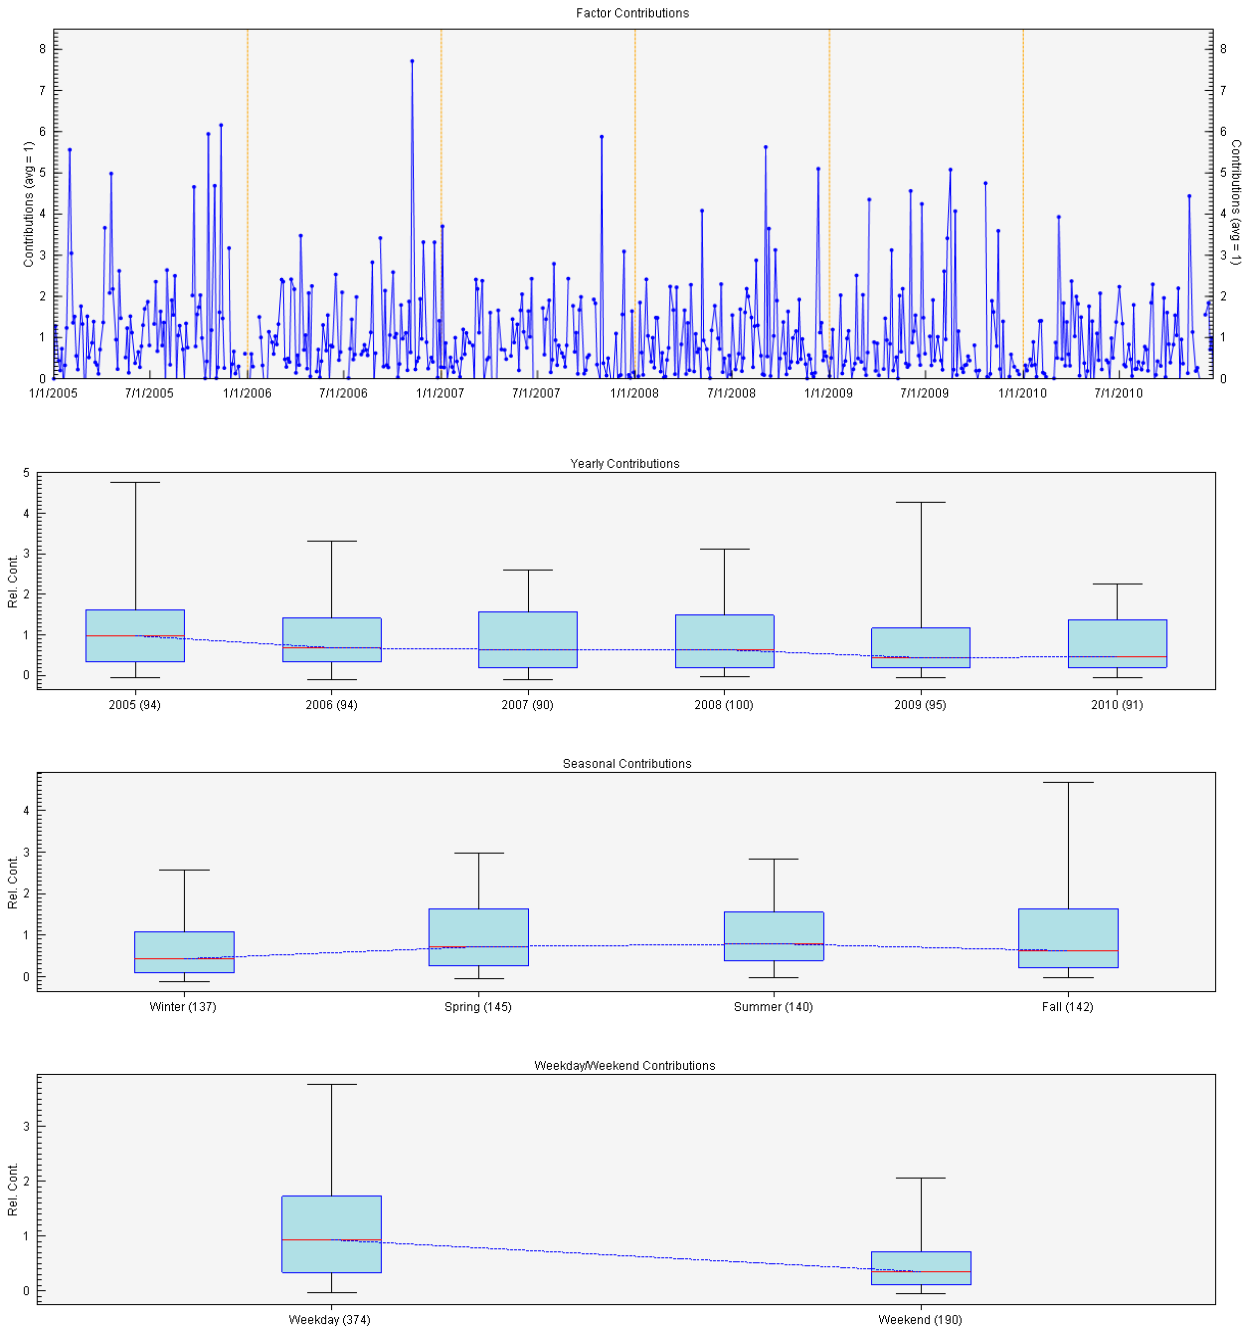 Factor Contributions
8 8
7 7
6 6
5 5
4 4
3 3
2 2
1 1
0 0
Contributions (avg = 1)
Contributions (avg = 1)
1/1/2005 7/1/2005 1/1/2006 7/1/2006 1/1/2007 7/1/2007 1/1/2008 7/1/2008 1/1/2009 7/1/2009 1/1/2010 7/1/2010
Yearly Contributions
5
4
3
2
1
0
Rel. Cont.
2005 (94) 2006 (94) 2007 (90) 2008 (100) 2009 (95) 2010 (91)
Seasonal Contributions
4
3
2
1
0
Rel. Cont.
Winter (137) Spring (145) Summer (140) Fall (142)
Weekday/Weekend Contributions
3
2
1
0
Rel. Cont.
Weekday (374) Weekend (190)